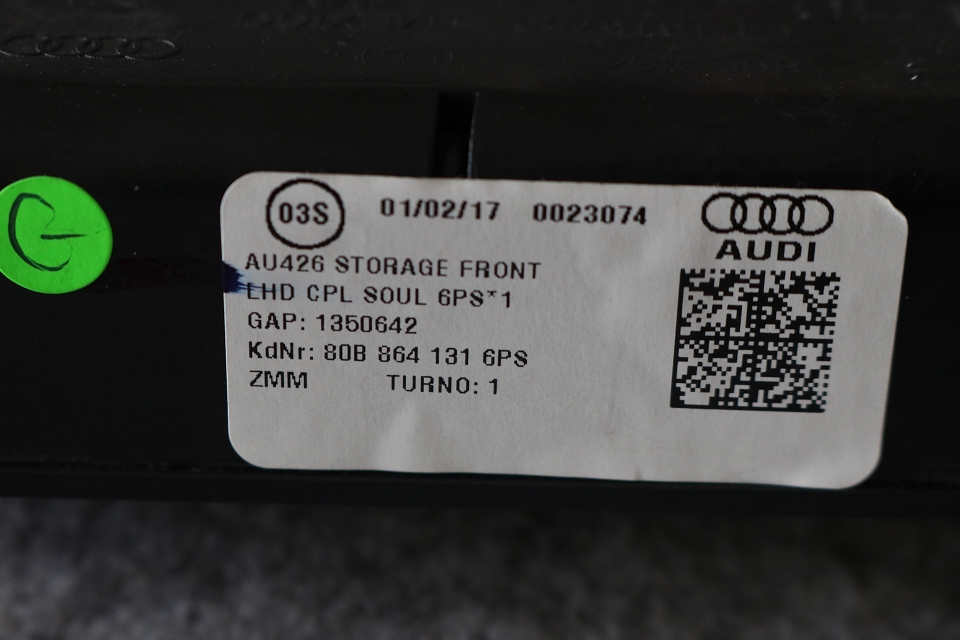 03S 01/02/17 0023074
AUDI
AU426 STORAGE FRONT
LHD CPL SOUL 6PS*1
GAP: 1350642
KdNr: 80B 864 131 6PS
ZMM TURNO: 1
G